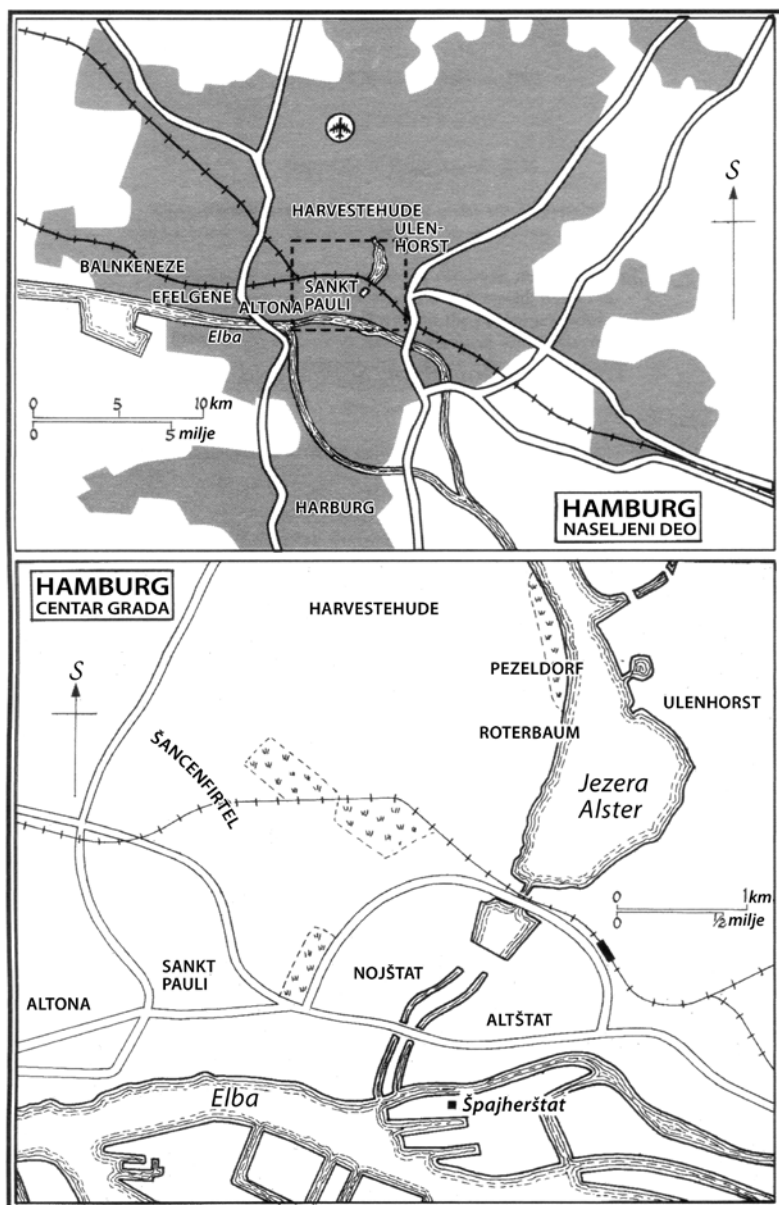 S
HARVESTEHUDE
ULEN-
HORST
BALNKENEZE
SANKT
PAULI
EFELGENE
ALTONA
Elba
0 5 10 km
0 5 milje
HARBURG
HAMBURG
NASELJENI DEO
HAMBURG
CENTAR GRADA
HARVESTEHUDE
S
PEZELDORF
ULENHORST
ROTERBAUM
ŠANCENFIRTEL
Jezera
Alster
0 1 km
0 ½ milje
SANKT
PAULI
NOJŠTAT
ALTONA
ALTŠTAT
Elba
Špajherštat